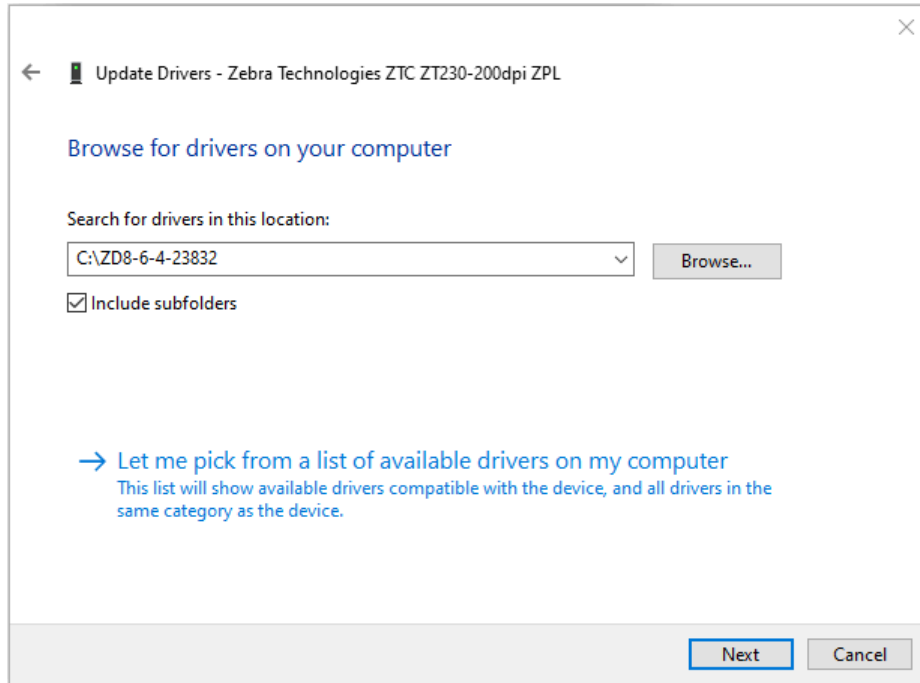 Update Drivers - Zebra Technologies ZTC ZT230-200dpi ZPL
Browse for drivers on your computer
Search for drivers in this location:
C:\ZD8-6-4-23832
Browse...
Include subfolders
Let me pick from a list of available drivers on my computer
This list will show available drivers compatible with the device, and all drivers in the
same category as the device.
Next
Cancel